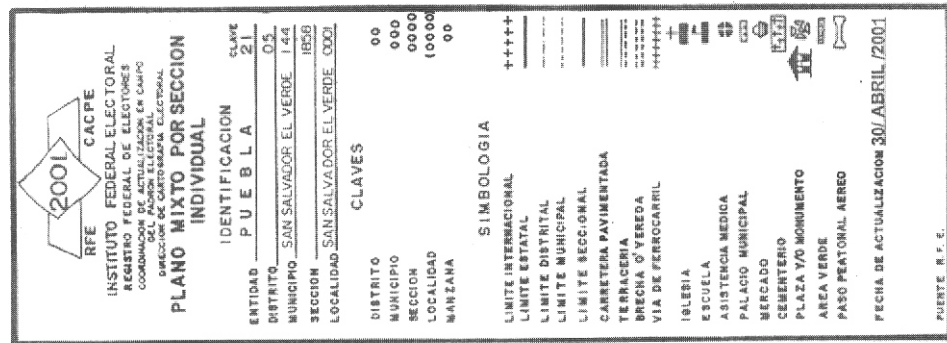 2001
RFE CACPE
INSTITUTO FEDERAL ELECTORAL
REGISTRO FEDERAL DE ELECTORES
COORDINACION DE ACTUALIZACION EN CAMPO
DEL PADRON ELECTORAL
DIRECCION DE CARTOGRAFIA ELECTORAL
PLANO MIXTO POR SECCION
INDIVIDUAL
IDENTIFICACION
CLAVE
ENTIDAD PUEBLA 21
DISTRITO 05
MUNICIPIO SAN SALVADOR EL VERDE 144
SECCION 1858
LOCALIDAD SAN SALVADOR EL VERDE 0001
CLAVES
DISTRITO 00
MUNICIPIO 000
SECCION 0000
LOCALIDAD (0000)
MANZANA 00
SIMBOLOGIA
LIMITE INTERNACIONAL
LIMITE ESTATAL
LIMITE DISTRITAL
LIMITE MUNICIPAL
LIMITE SECCIONAL
CARRETERA PAVIMENTADA
TERRACERIA
BRECHA O' VEREDA
VIA DE FERROCARRIL
IGLESIA
ESCUELA
ASISTENCIA MEDICA
PALACIO MUNICIPAL
MERCADO
CEMENTERIO
PLAZA Y/O MONUMENTO
AREA VERDE
PASO PEATONAL AEREO
FECHA DE ACTUALIZACION 30/ ABRIL /2001
FUENTE R.F.E.